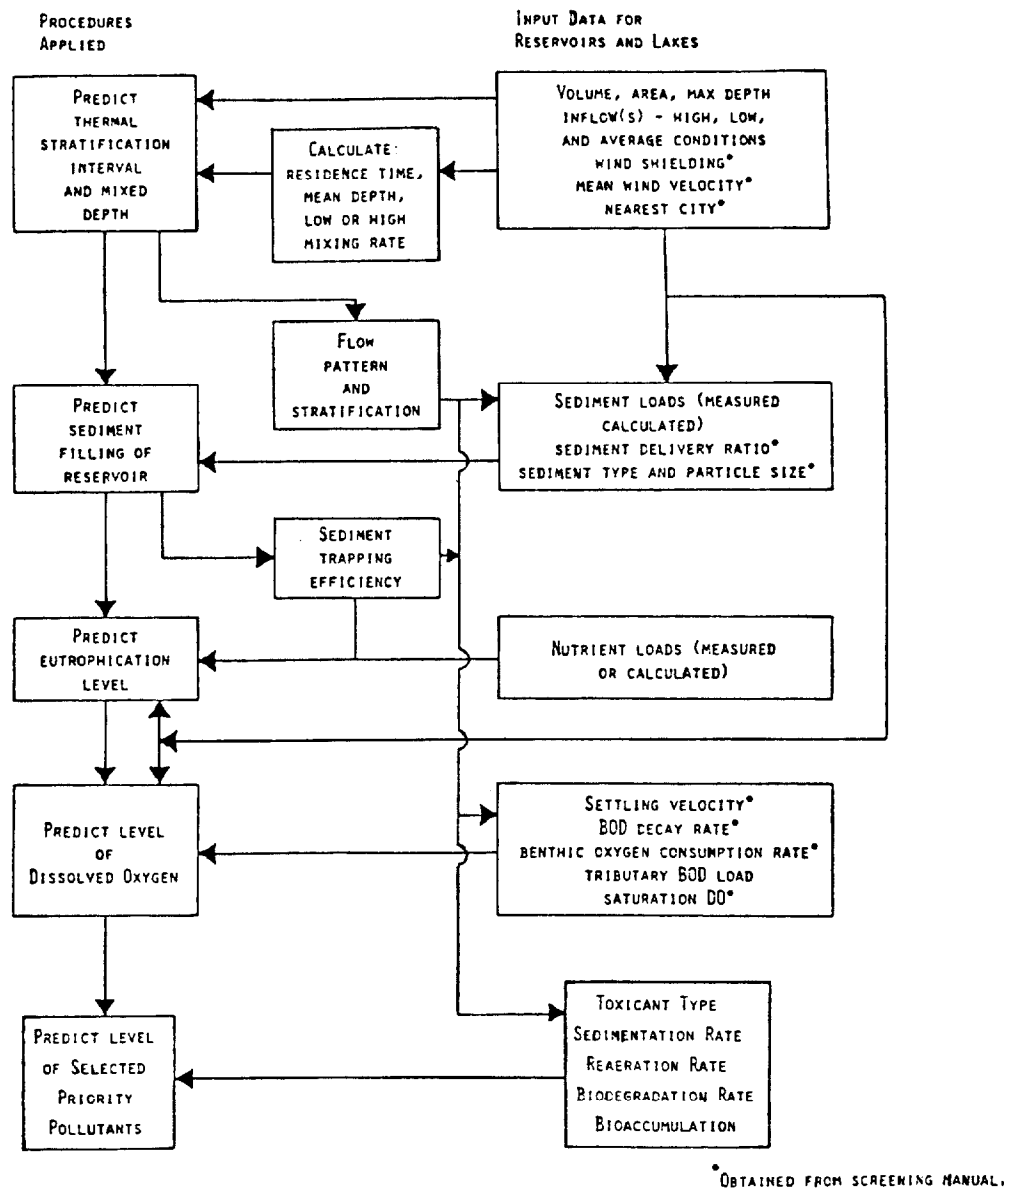 PROCEDURES
APPLIED
INPUT DATA FOR
RESERVOIRS AND LAKES
PREDICT
THERMAL
STRATIFICATION
INTERVAL
AND MIXED
DEPTH
CALCULATE:
RESIDENCE TIME,
MEAN DEPTH,
LOW OR HIGH
MIXING RATE
VOLUME, AREA, MAX DEPTH
INFLOW(S) - HIGH, LOW,
AND AVERAGE CONDITIONS
WIND SHIELDING*
MEAN WIND VELOCITY*
NEAREST CITY*
FLOW
PATTERN
AND
STRATIFICATION
PREDICT
SEDIMENT
FILLING OF
RESERVOIR
SEDIMENT LOADS (MEASURED
CALCULATED)
SEDIMENT DELIVERY RATIO*
SEDIMENT TYPE AND PARTICLE SIZE*
SEDIMENT
TRAPPING
EFFICIENCY
PREDICT
EUTROPHICATION
LEVEL
NUTRIENT LOADS (MEASURED
OR CALCULATED)
PREDICT LEVEL
OF
DISSOLVED OXYGEN
SETTLING VELOCITY*
BOD DECAY RATE*
BENTHIC OXYGEN CONSUMPTION RATE*
TRIBUTARY BOD LOAD
SATURATION DO*
PREDICT LEVEL
OF SELECTED
PRIORITY
POLLUTANTS
TOXICANT TYPE
SEDIMENTATION RATE
REAERATION RATE
BIODEGRADATION RATE
BIOACCUMULATION
*OBTAINED FROM SCREENING MANUAL.